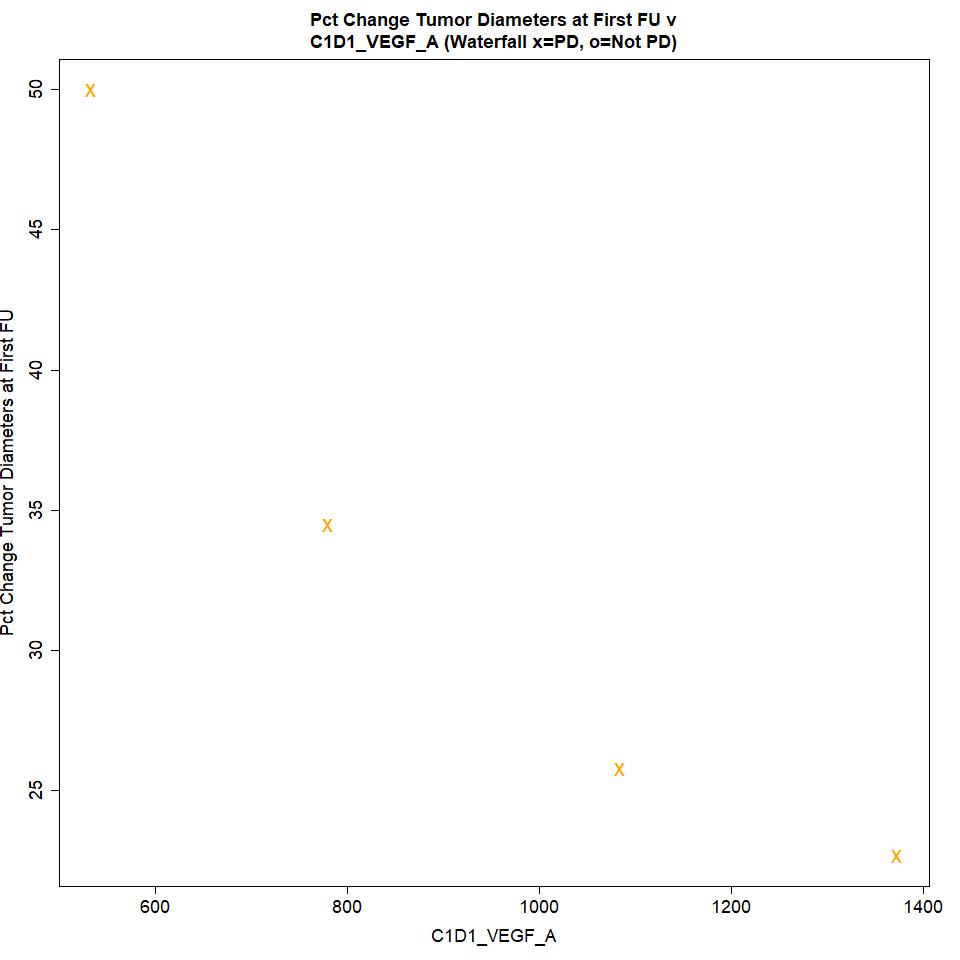 Pct Change Tumor Diameters at First FU v
C1D1_VEGF_A (Waterfall x=PD, o=Not PD)
Pct Change Tumor Diameters at First FU
50
45
40
35
30
25
X
X
X
X
600
800
1000
1200
1400
C1D1_VEGF_A